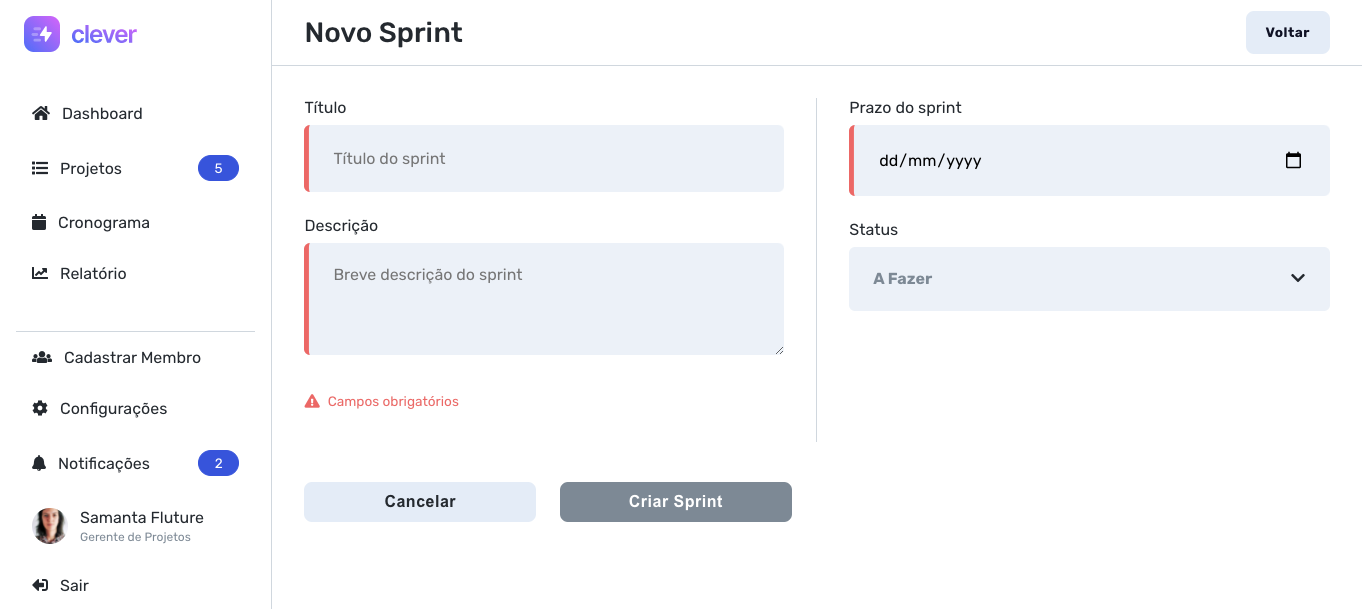 clever
Dashboard
Projetos 5
Cronograma
Relatório
Cadastrar Membro
Configurações
Notificações 2
Samanta Fluture
Gerente de Projetos
Sair
Novo Sprint
Voltar
Título
Título do sprint
Descrição
Breve descrição do sprint
Campos obrigatórios
Prazo do sprint
dd/mm/yyyy
Status
A Fazer
Cancelar
Criar Sprint